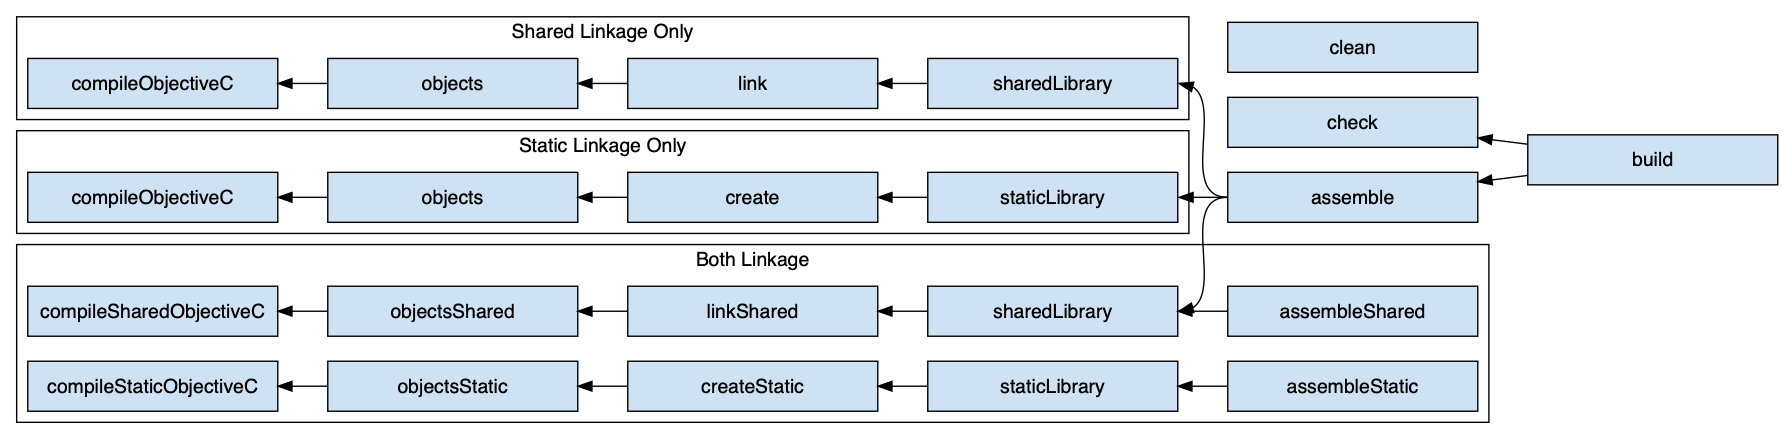 Shared Linkage Only
compileObjectiveC
objects
link
sharedLibrary
clean
check
build
Static Linkage Only
compileObjectiveC
objects
create
staticLibrary
assemble
Both Linkage
compileSharedObjectiveC
objectsShared
linkShared
sharedLibrary
assembleShared
compileStaticObjectiveC
objectsStatic
createStatic
staticLibrary
assembleStatic